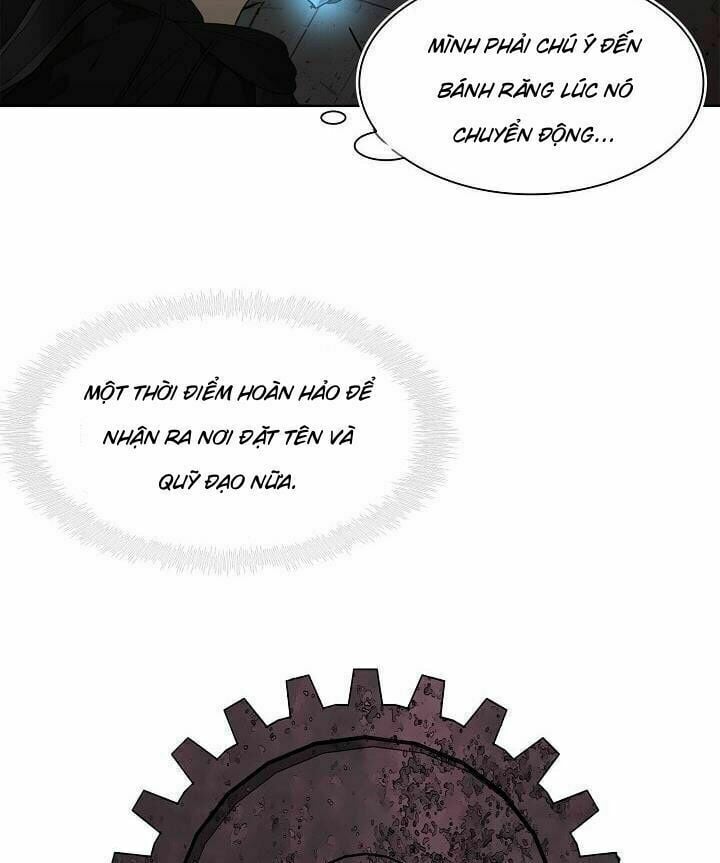 MÌNH PHẢI CHÚ Ý ĐẾN
BÁNH RĂNG LÚC NÓ
CHUYỂN ĐỘNG...
MỘT THỜI ĐIỂM HOÀN HẢO ĐỂ
NHẬN RA NƠI ĐẶT TÊN VÀ
QUỸ ĐẠO NỮA.